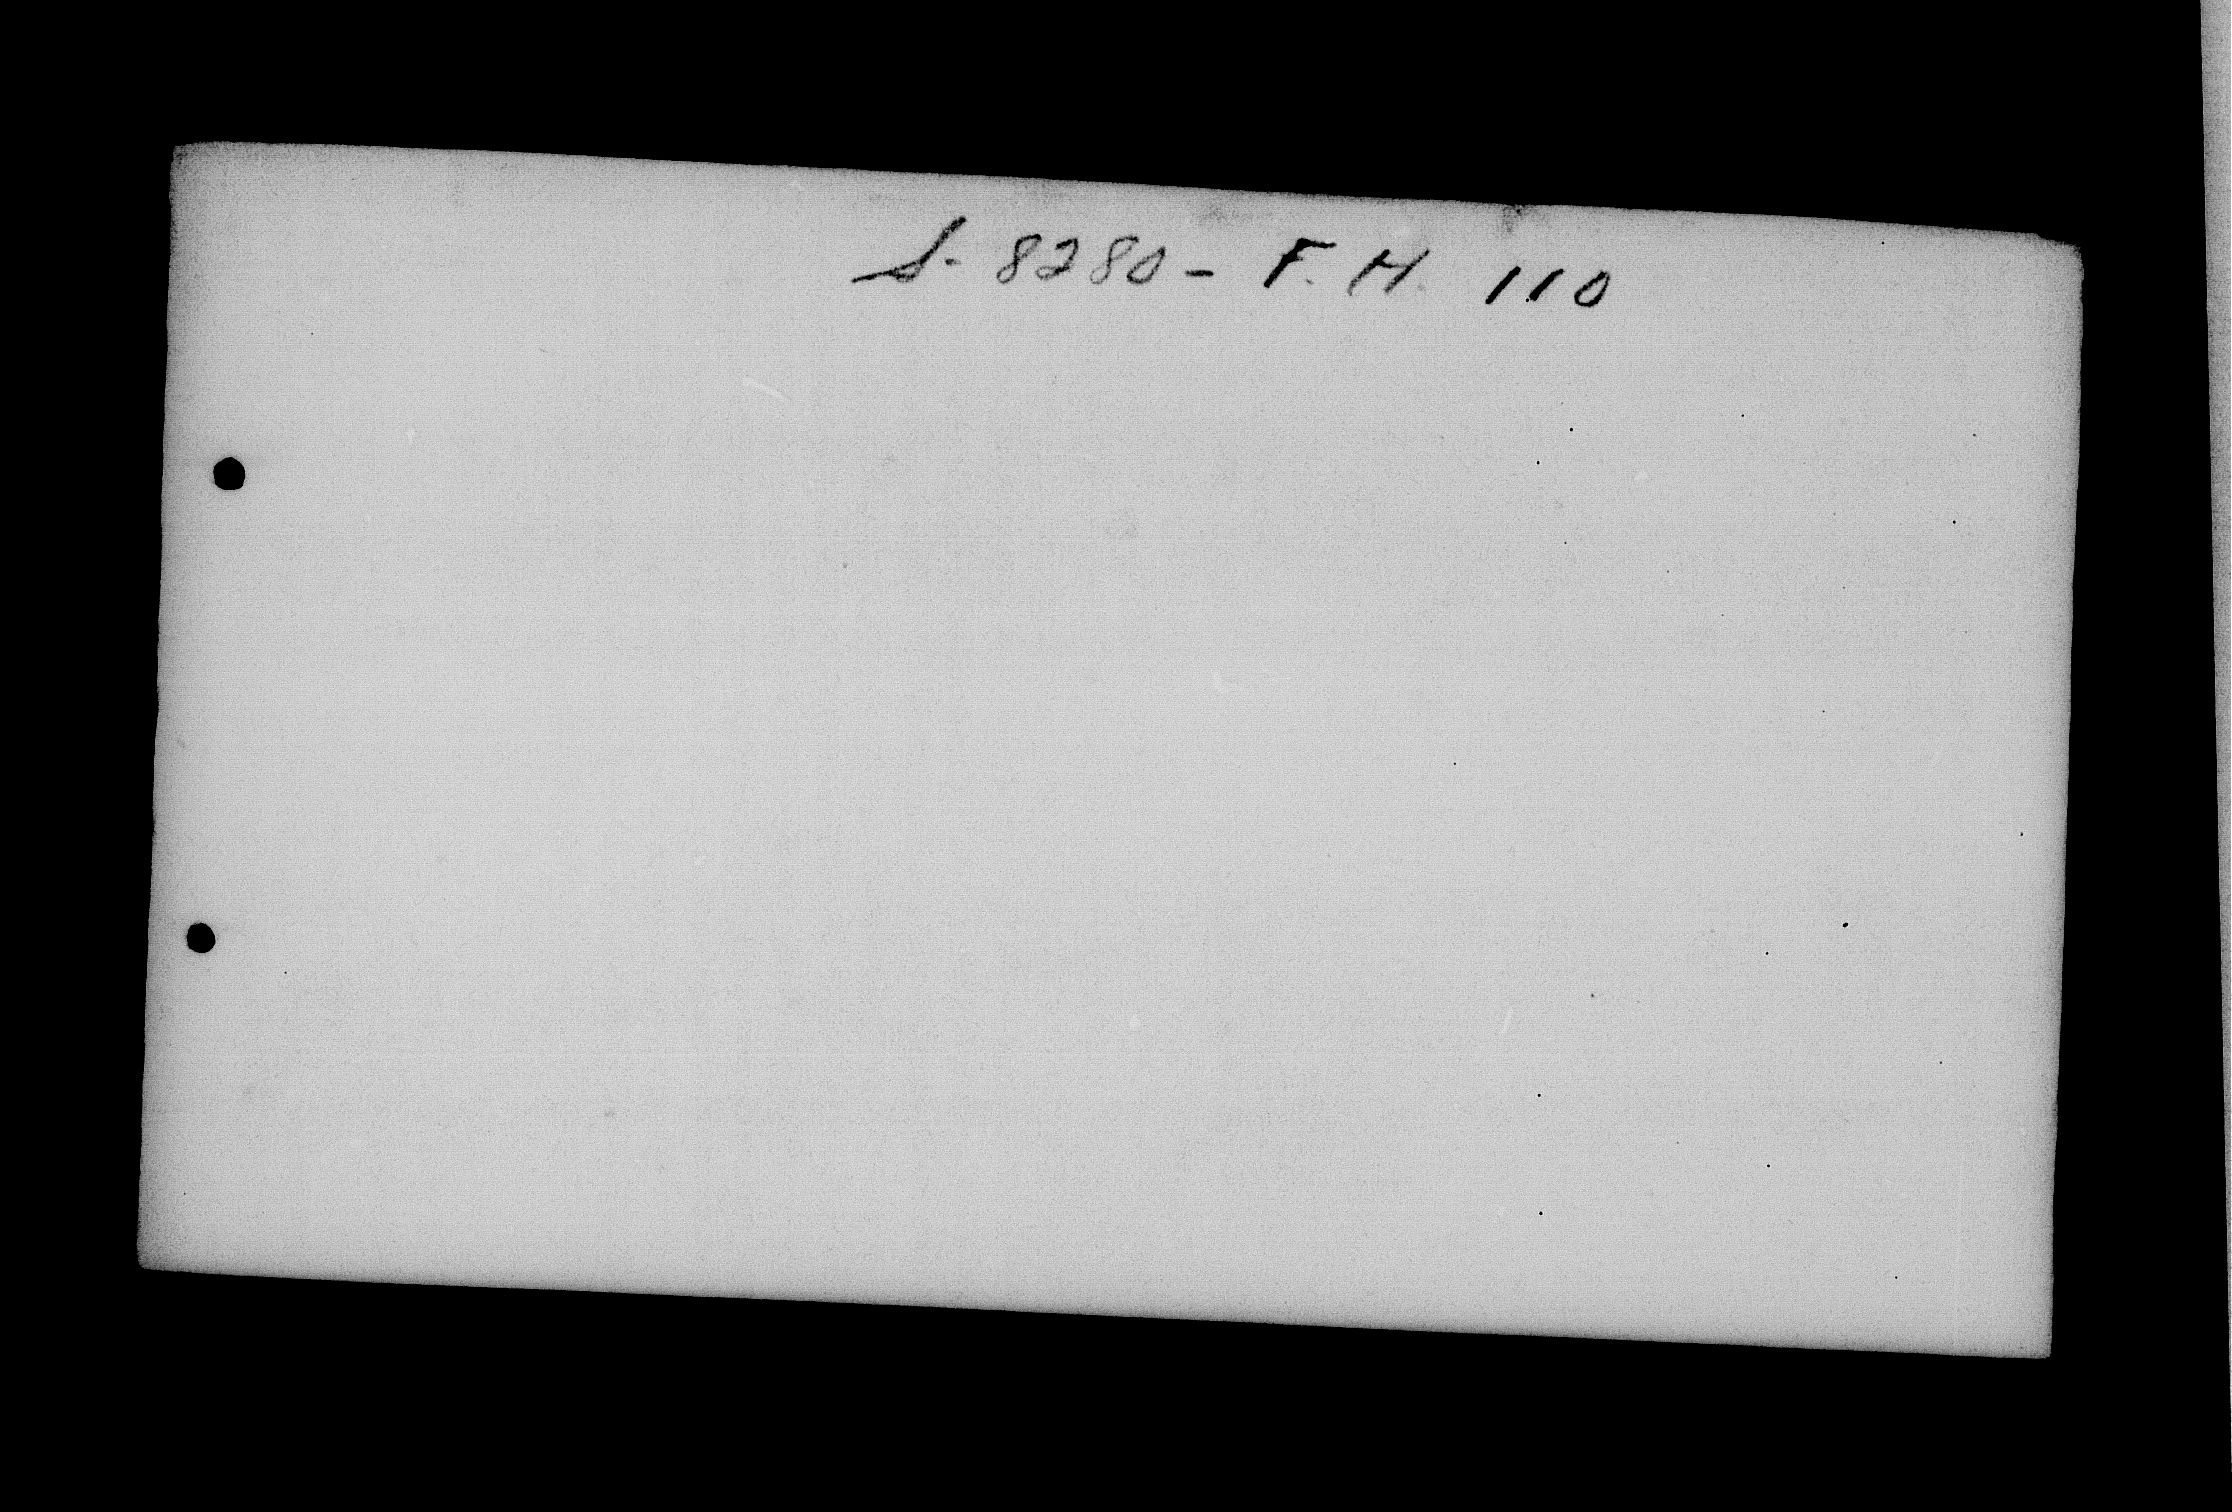 S- 8280 - F. H. 110